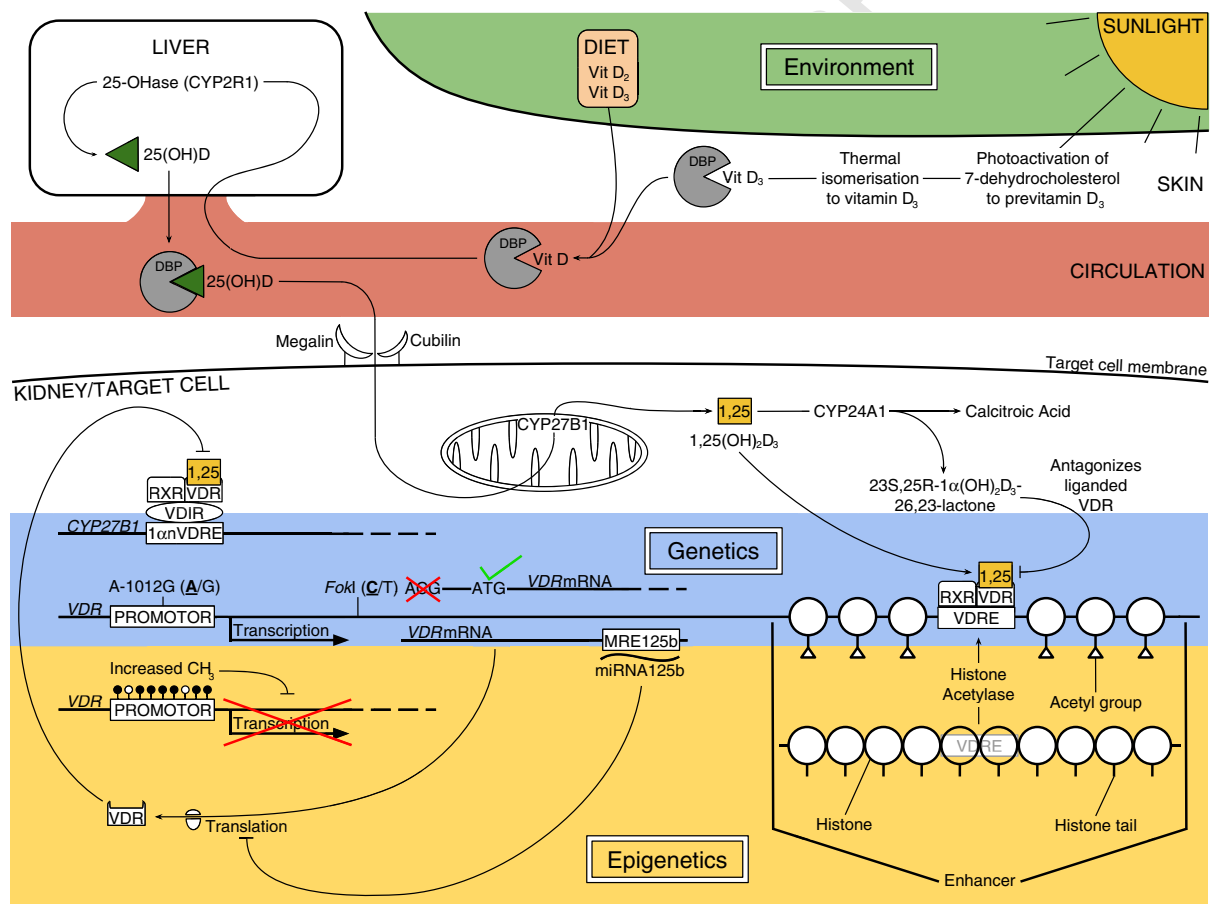 LIVER
25-OHase (CYP2R1)
25(OH)D
DIET
Vit D₂
Vit D₃
Environment
SUNLIGHT
DBP
Vit D₃
Thermal
isomerisation
to vitamin D₃
Photoactivation of
7-dehydrocholesterol
to previtamin D₃
SKIN
DBP
25(OH)D
DBP
Vit D
CIRCULATION
Megalin
Cubilin
Target cell membrane
KIDNEY/TARGET CELL
CYP27B1
1,25
1,25(OH)₂D₃
CYP24A1
Calcitroic Acid
23S,25R-1α(OH)₂D₃-
26,23-lactone
Antagonizes
liganded
VDR
1,25
RXR
VDR
VDIR
CYP27B1
1αnVDRE
Genetics
A-1012G (A/G)
VDR
PROMOTOR
Transcription
FokI (C/T)
ACG
ATG
VDRmRNA
VDRmRNA
MRE125b
miRNA125b
1,25
RXR
VDR
VDRE
Increased CH₃
VDR
PROMOTOR
Transcription
Histone
Acetylase
Acetyl group
VDRE
VDR
Translation
Histone
Histone tail
Epigenetics
Enhancer